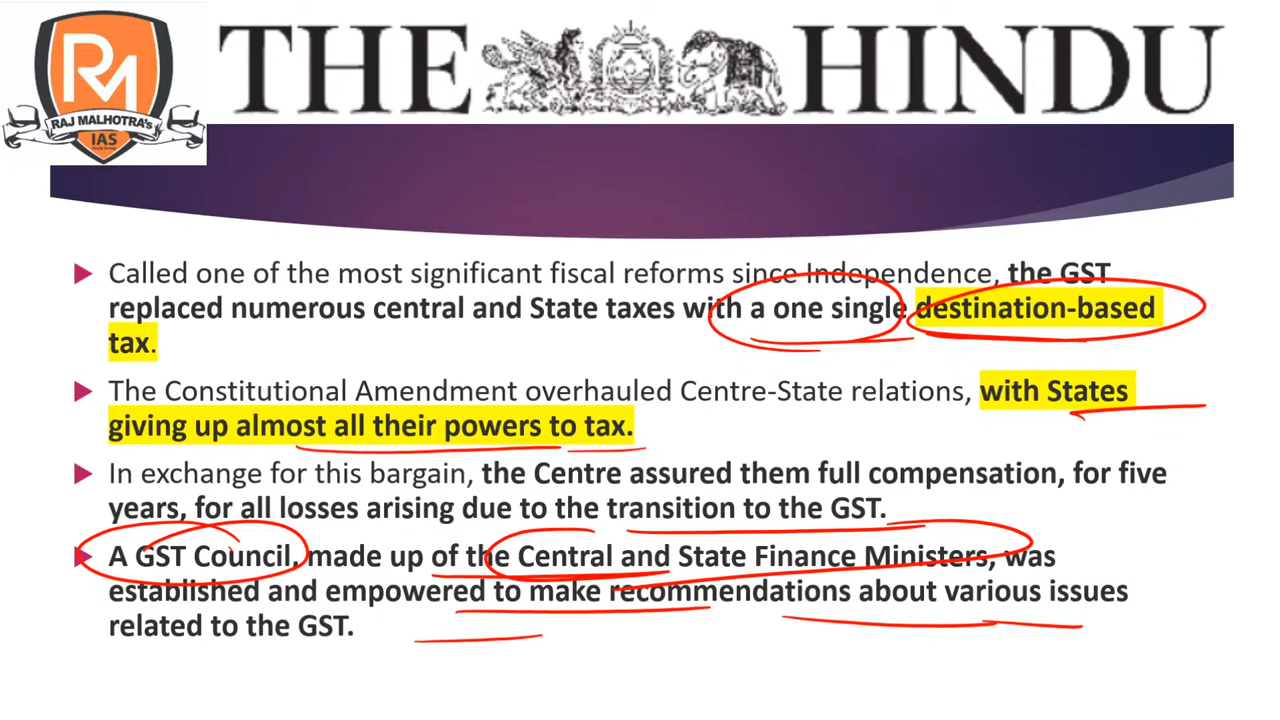 RM
RAJ MALHOTRA's
IAS
THE HINDU
Called one of the most significant fiscal reforms since Independence, the GST
replaced numerous central and State taxes with a one single destination-based
tax.
The Constitutional Amendment overhauled Centre-State relations, with States
giving up almost all their powers to tax.
In exchange for this bargain, the Centre assured them full compensation, for five
years, for all losses arising due to the transition to the GST.
A GST Council, made up of the Central and State Finance Ministers, was
established and empowered to make recommendations about various issues
related to the GST.